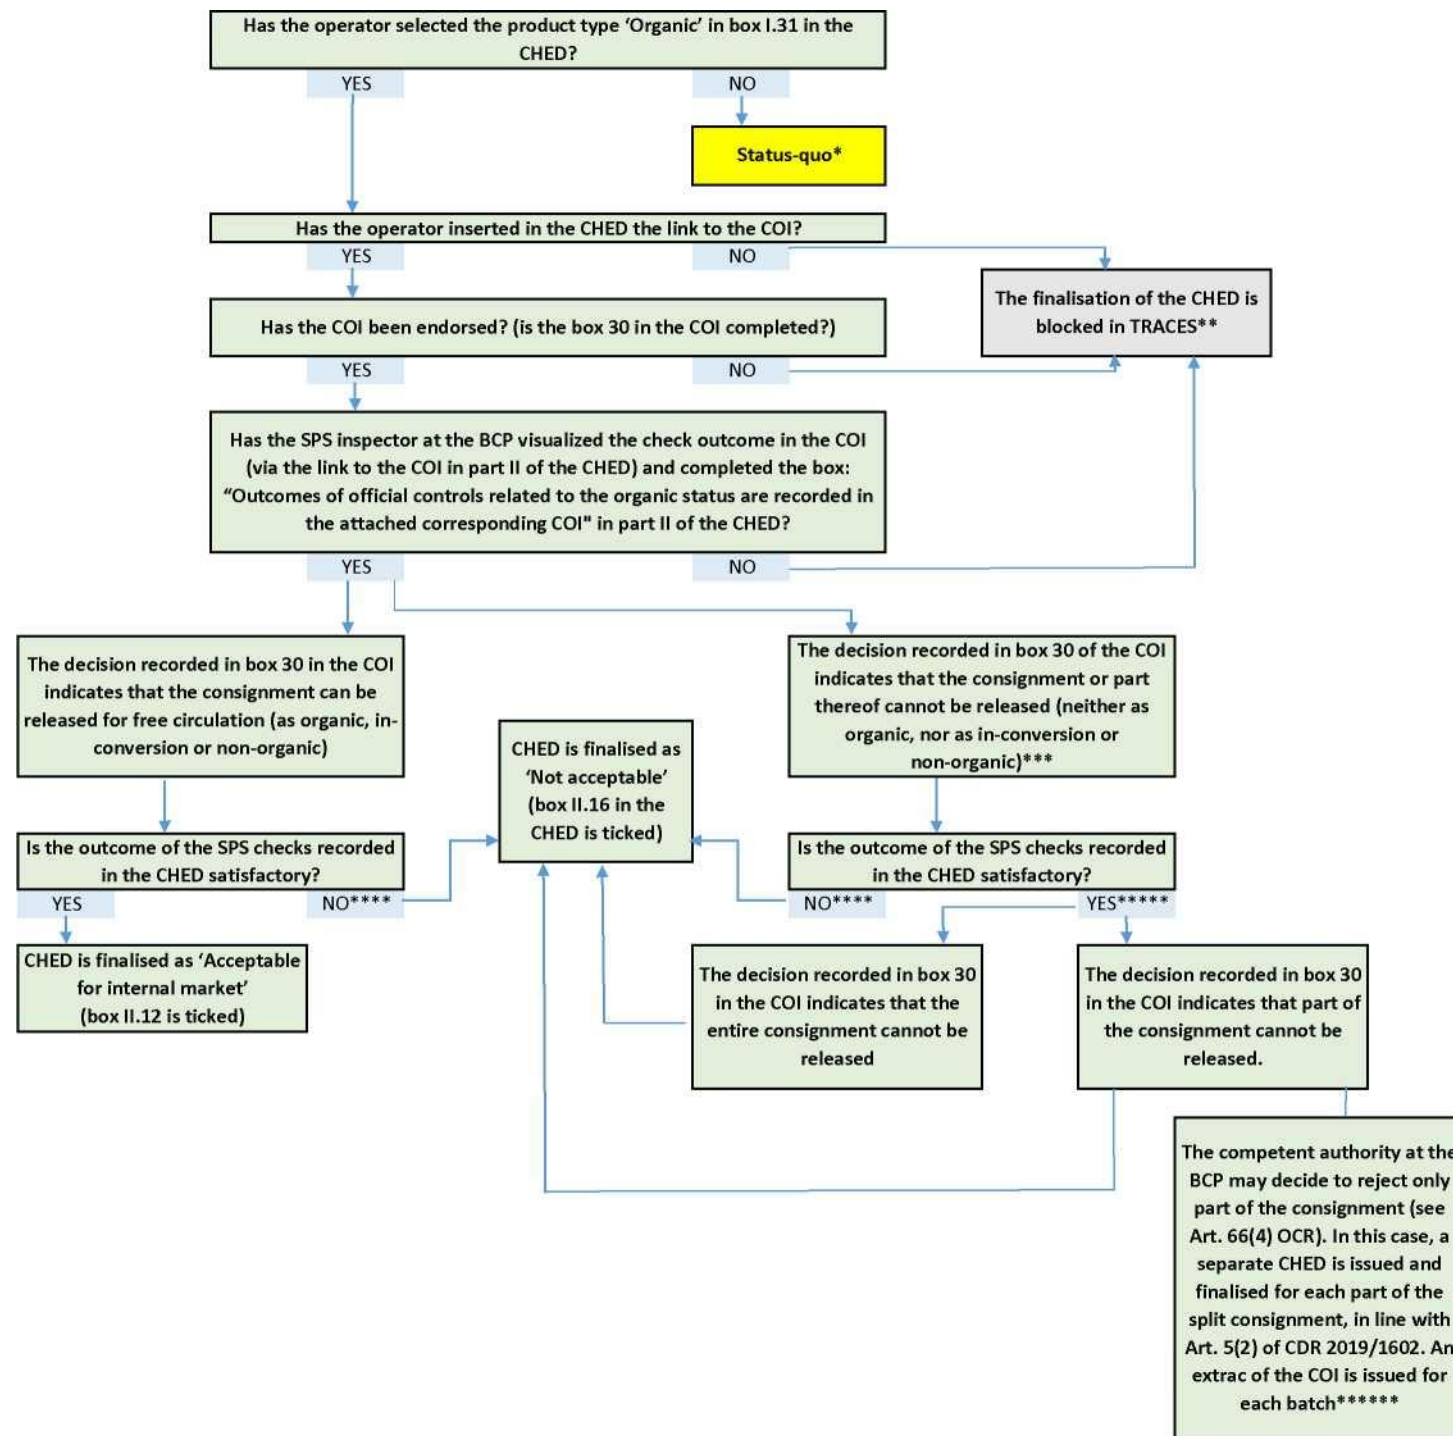 Has the operator selected the product type ‘Organic’ in box I.31 in the
CHED?
YES
NO
Status-quo*
Has the operator inserted in the CHED the link to the COI?
YES
NO
The finalisation of the CHED is
blocked in TRACES**
Has the COI been endorsed? (is the box 30 in the COI completed?)
YES
NO
Has the SPS inspector at the BCP visualized the check outcome in the COI
(via the link to the COI in part II of the CHED) and completed the box:
“Outcomes of official controls related to the organic status are recorded in
the attached corresponding COI" in part II of the CHED?
YES
NO
The decision recorded in box 30 in the COI
indicates that the consignment can be
released for free circulation (as organic, in-
conversion or non-organic)
The decision recorded in box 30 of the COI
indicates that the consignment or part
thereof cannot be released (neither as
organic, nor as in-conversion or
non-organic)***
CHED is finalised as
‘Not acceptable’
(box II.16 in the
CHED is ticked)
Is the outcome of the SPS checks recorded
in the CHED satisfactory?
YES
NO****
Is the outcome of the SPS checks recorded
in the CHED satisfactory?
NO****
YES*****
CHED is finalised as ‘Acceptable
for internal market’
(box II.12 is ticked)
The decision recorded in box 30
in the COI indicates that the
entire consignment cannot be
released
The decision recorded in box 30
in the COI indicates that part of
the consignment cannot be
released.
The competent authority at the
BCP may decide to reject only
part of the consignment (see
Art. 66(4) OCR). In this case, a
separate CHED is issued and
finalised for each part of the
split consignment, in line with
Art. 5(2) of CDR 2019/1602. An
extrac of the COI is issued for
each batch******